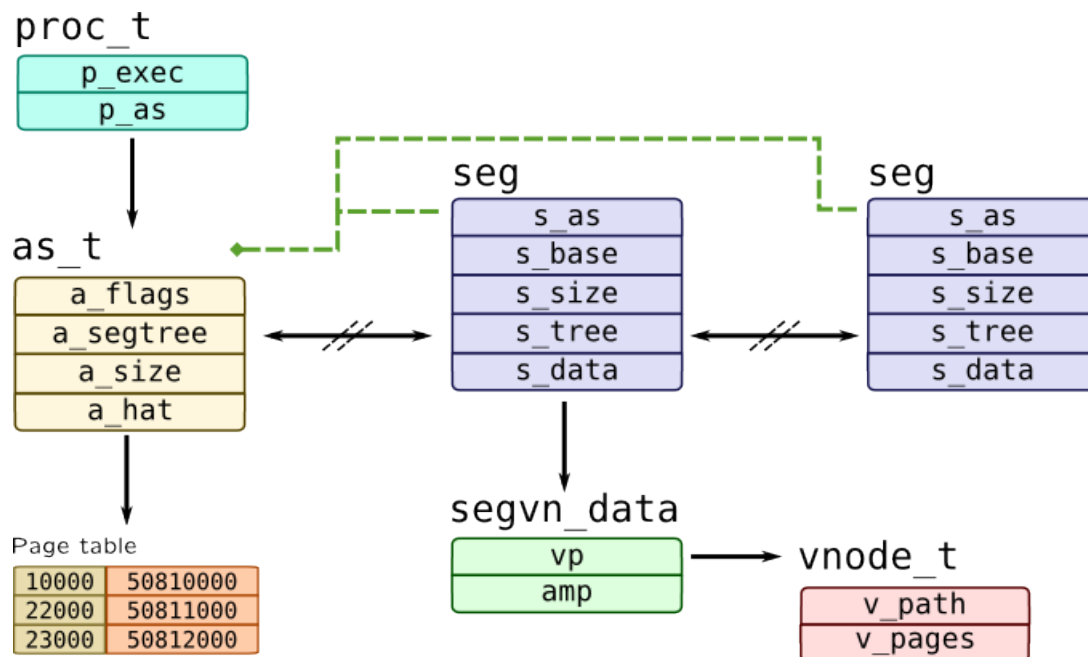 proc_t
p_exec
p_as
as_t
a_flags
a_segtree
a_size
a_hat
Page table
10000 50810000
22000 50811000
23000 50812000
seg
s_as
s_base
s_size
s_tree
s_data
seg
s_as
s_base
s_size
s_tree
s_data
segvn_data
vp
amp
vnode_t
v_path
v_pages